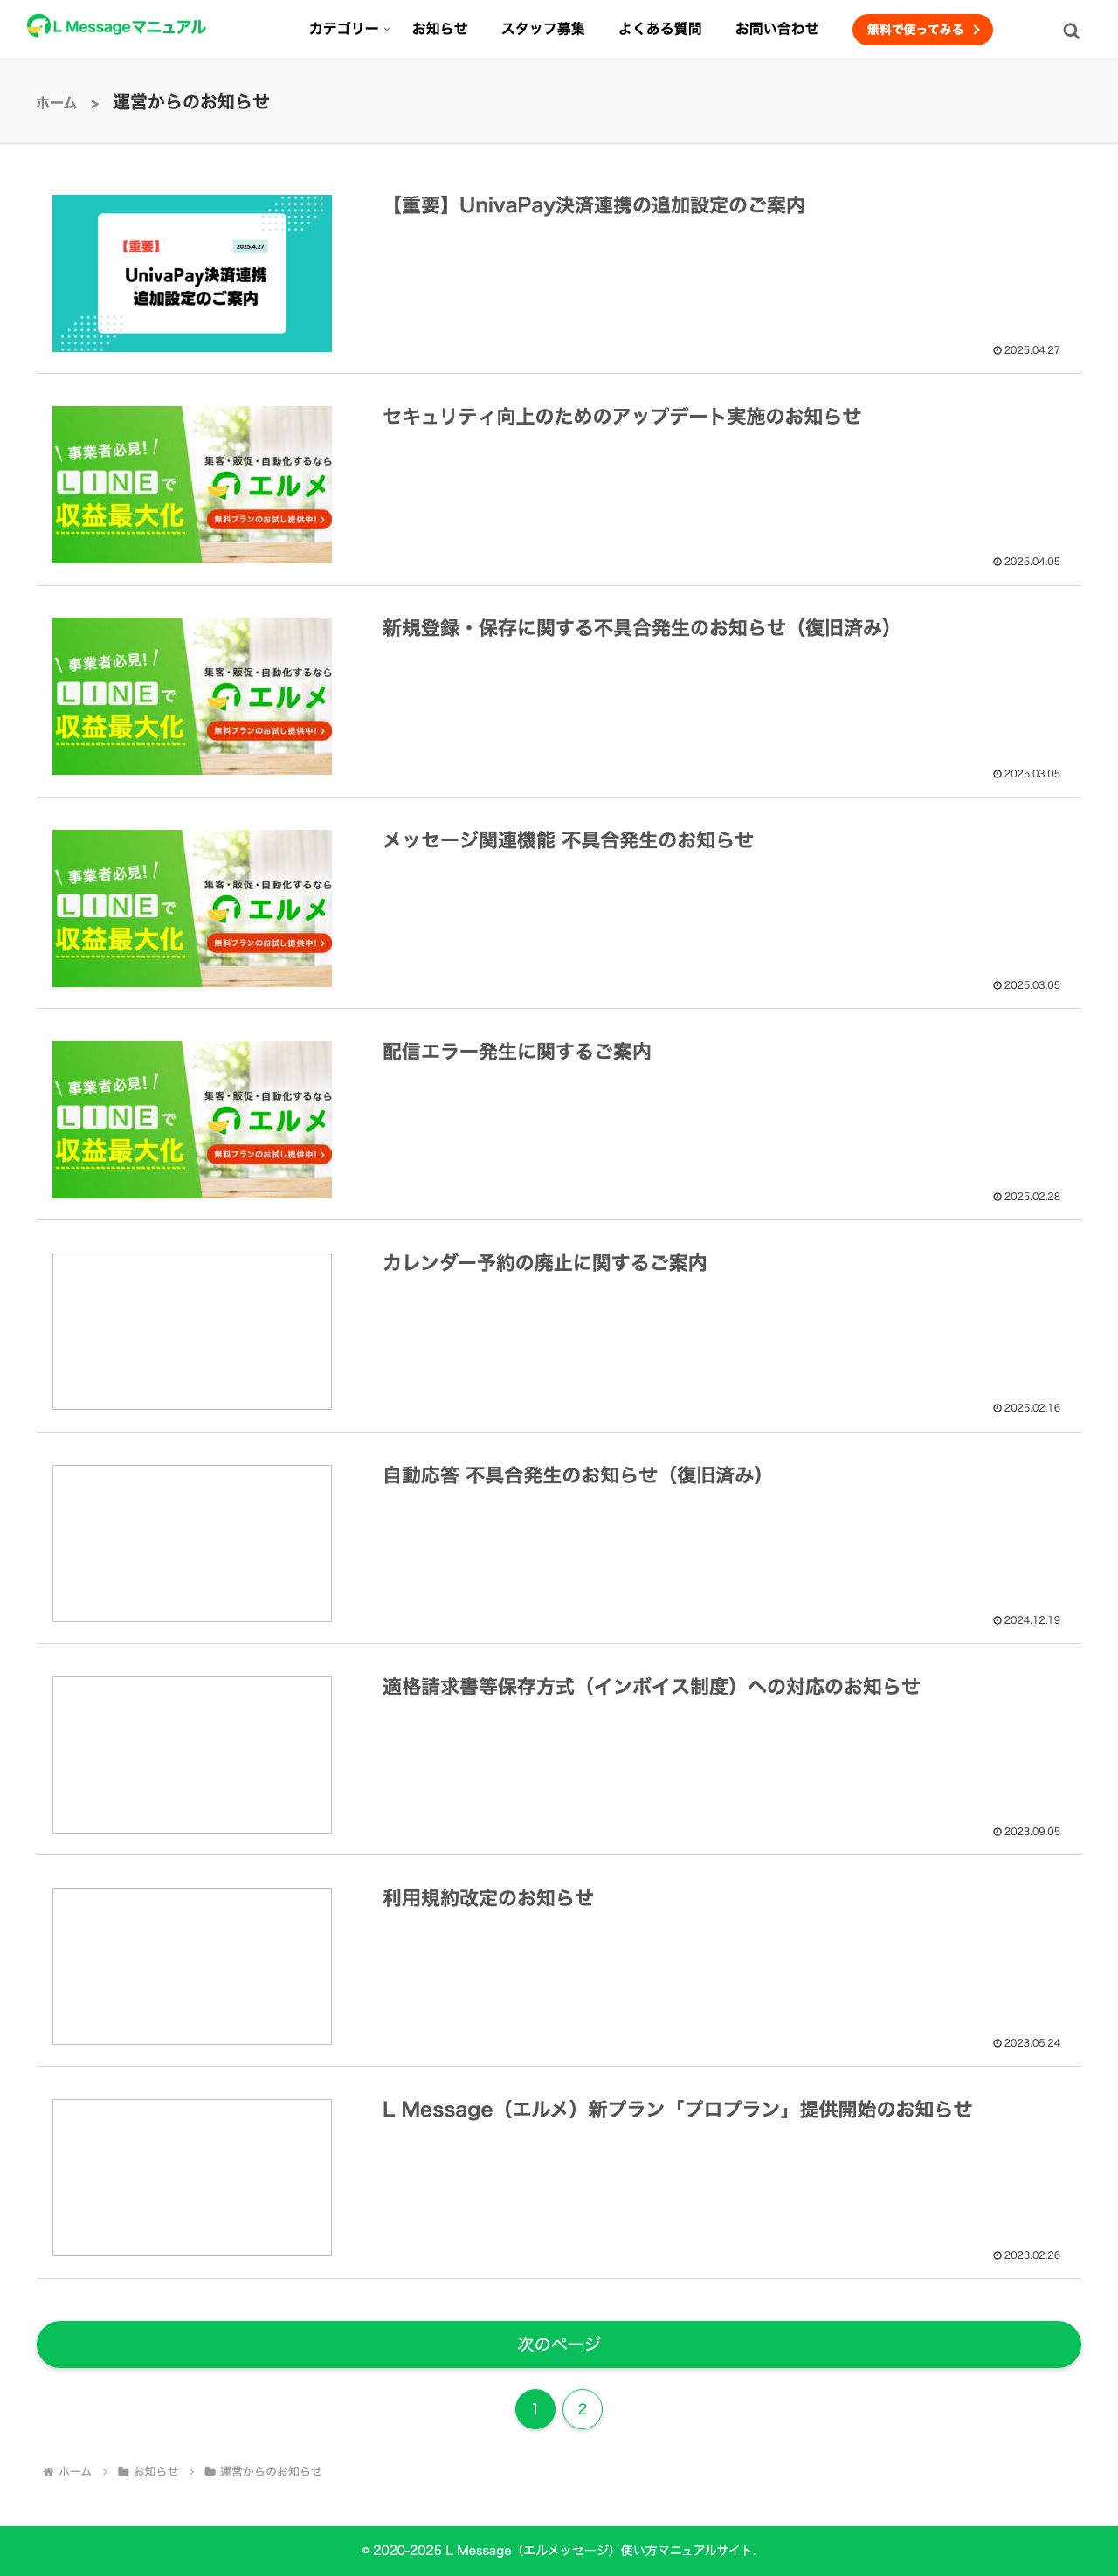 L Messageマニュアル
カテゴリー
お知らせ
スタッフ募集
よくある質問
お問い合わせ
無料で使ってみる
ホーム > 運営からのお知らせ
【重要】
2025.4.27
UnivaPay決済連携
追加設定のご案内
【重要】UnivaPay決済連携の追加設定のご案内
2025.04.27
\ 事業者必見! /
LINEで
収益最大化
集客・販促・自動化するなら
エルメ
無料プランのお試し提供中!
セキュリティ向上のためのアップデート実施のお知らせ
2025.04.05
\ 事業者必見! /
LINEで
収益最大化
集客・販促・自動化するなら
エルメ
無料プランのお試し提供中!
新規登録・保存に関する不具合発生のお知らせ（復旧済み）
2025.03.05
\ 事業者必見! /
LINEで
収益最大化
集客・販促・自動化するなら
エルメ
無料プランのお試し提供中!
メッセージ関連機能 不具合発生のお知らせ
2025.03.05
\ 事業者必見! /
LINEで
収益最大化
集客・販促・自動化するなら
エルメ
無料プランのお試し提供中!
配信エラー発生に関するご案内
2025.02.28
カレンダー予約の廃止に関するご案内
2025.02.16
自動応答 不具合発生のお知らせ（復旧済み）
2024.12.19
適格請求書等保存方式（インボイス制度）への対応のお知らせ
2023.09.05
利用規約改定のお知らせ
2023.05.24
L Message（エルメ）新プラン「プロプラン」提供開始のお知らせ
2023.02.26
次のページ
1 2
ホーム > お知らせ > 運営からのお知らせ
© 2020-2025 L Message（エルメッセージ）使い方マニュアルサイト.